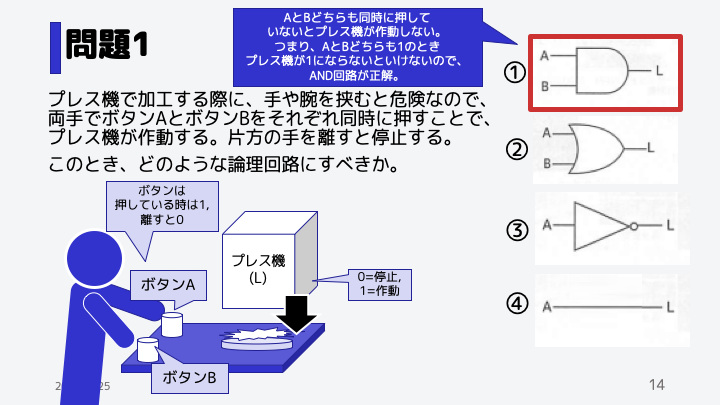 問題1
AとBどちらも同時に押して
いないとプレス機が作動しない。
つまり、AとBどちらも1のとき
プレス機が1にならないといけないので、
AND回路が正解。
プレス機で加工する際に、手や腕を挟むと危険なので、
両手でボタンAとボタンBをそれぞれ同時に押すことで、
プレス機が作動する。片方の手を離すと停止する。
このとき、どのような論理回路にすべきか。
① A B L
② A B L
③ A L
④ A L
ボタンは
押している時は1,
離すと0
プレス機
(L)
0=停止,
1=作動
ボタンA
ボタンB
14